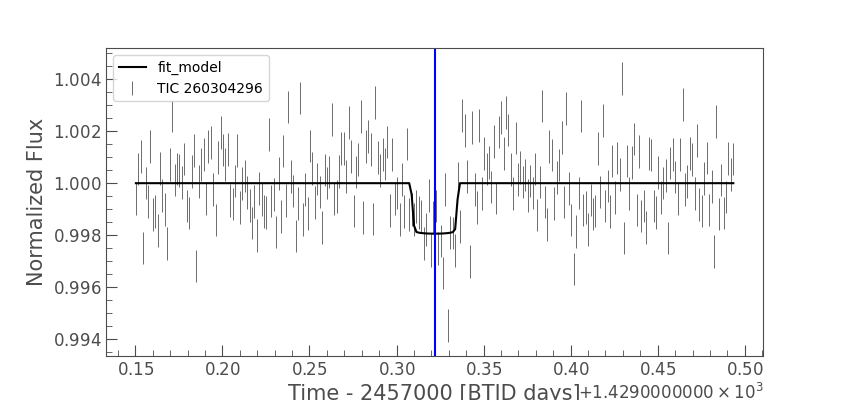 fit_model
TIC 260304296
Normalized Flux
1.004
1.002
1.000
0.998
0.996
0.994
0.15 0.20 0.25 0.30 0.35 0.40 0.45 0.50
Time - 2457000 [BTJD days]
+1.4290000000 × 10³